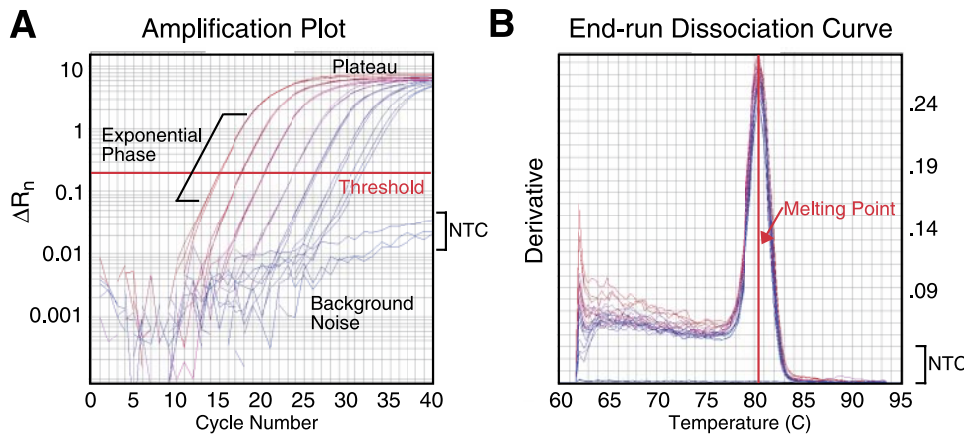 A
Amplification Plot
10
1
0.1
0.01
0.001
ΔRn
Plateau
Exponential
Phase
Threshold
NTC
Background
Noise
0 5 10 15 20 25 30 35 40
Cycle Number
B
End-run Dissociation Curve
Derivative
.24
.19
.14
.09
Melting Point
NTC
60 65 70 75 80 85 90 95
Temperature (C)